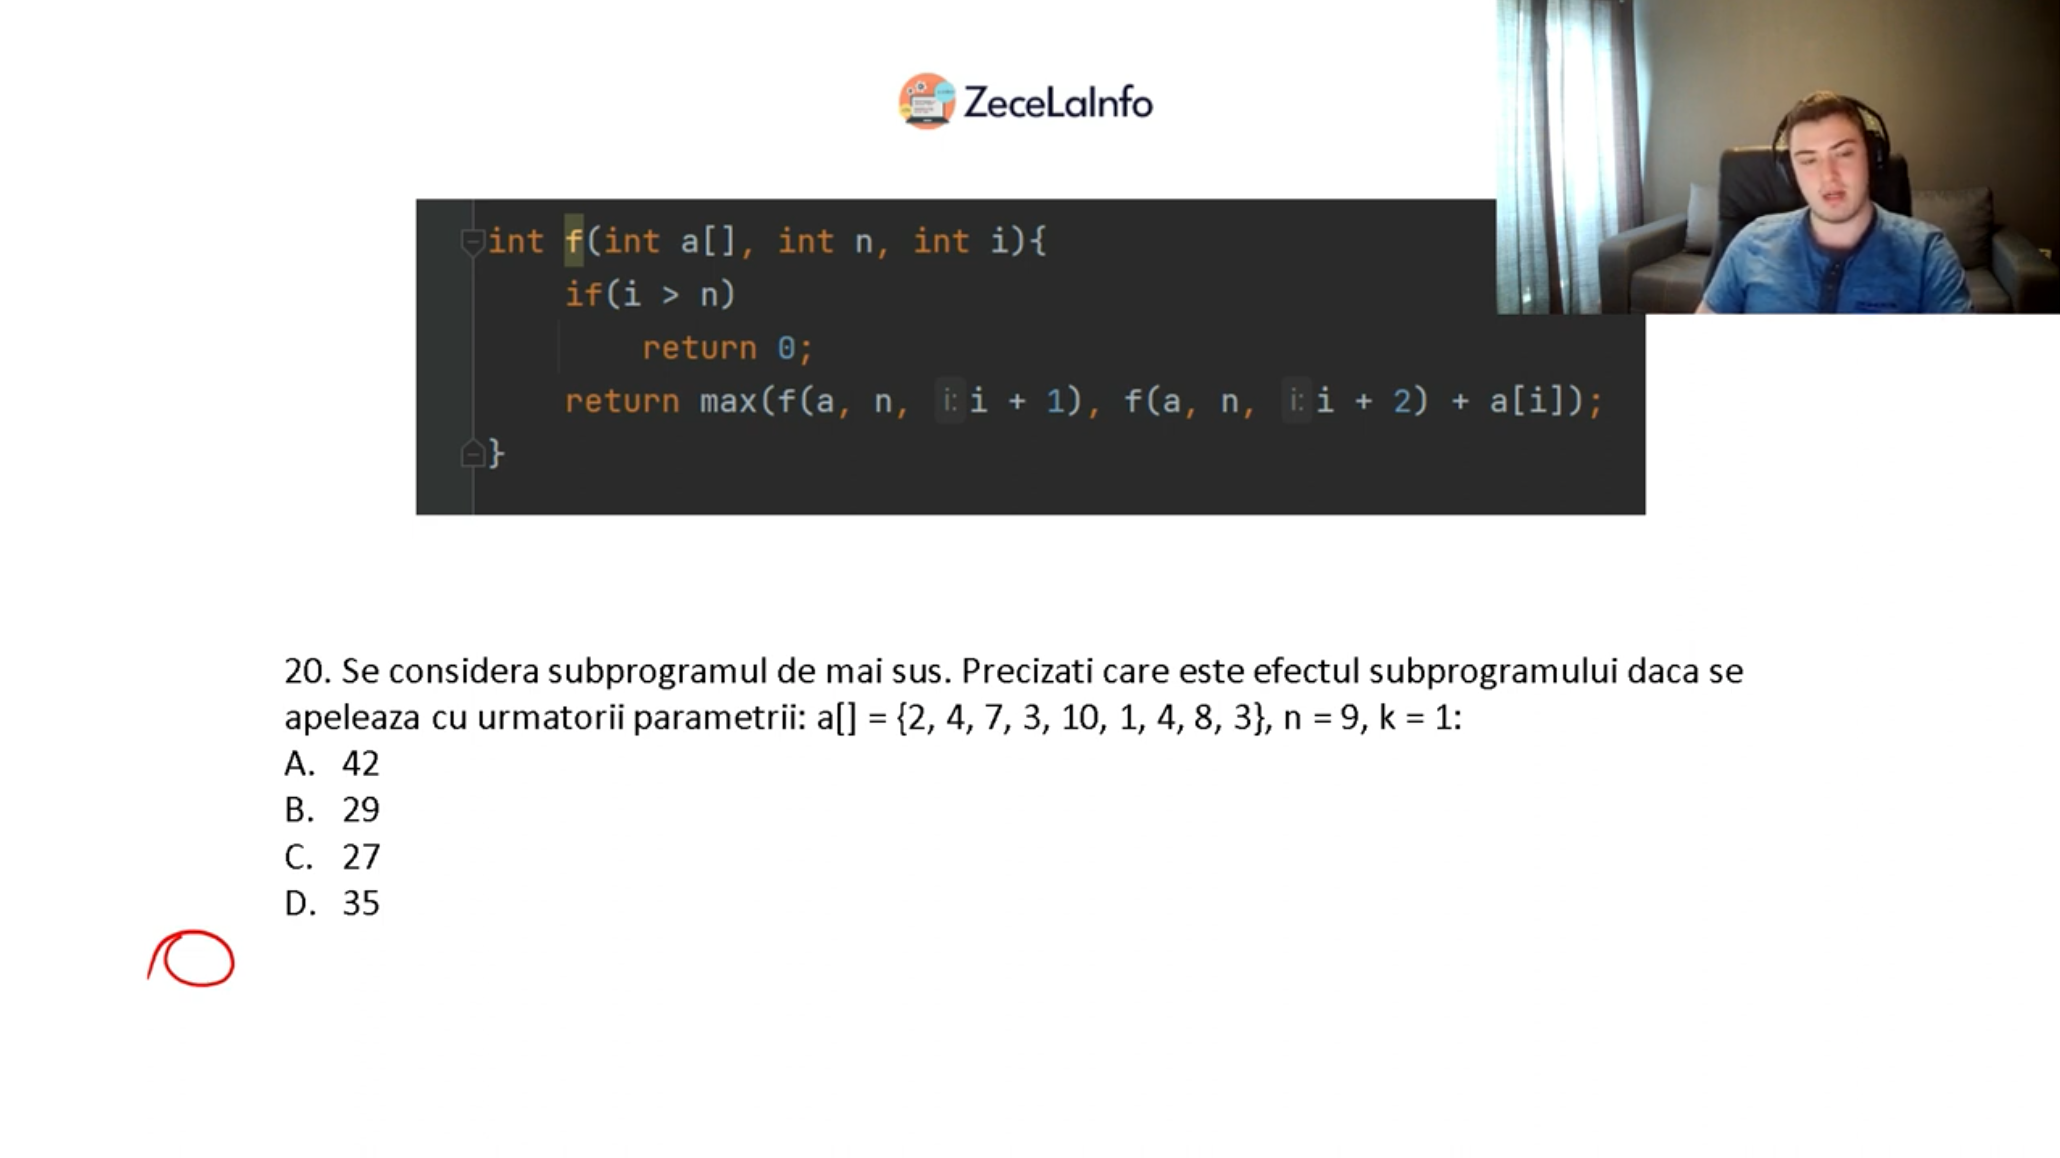 ZeceLaInfo
int f(int a[], int n, int i){
if(i > n)
return 0;
return max(f(a, n, i: i + 1), f(a, n, i: i + 2) + a[i]);
}
20. Se considera subprogramul de mai sus. Precizati care este efectul subprogramului daca se
apeleaza cu urmatorii parametrii: a[] = {2, 4, 7, 3, 10, 1, 4, 8, 3}, n = 9, k = 1:
A. 42
B. 29
C. 27
D. 35